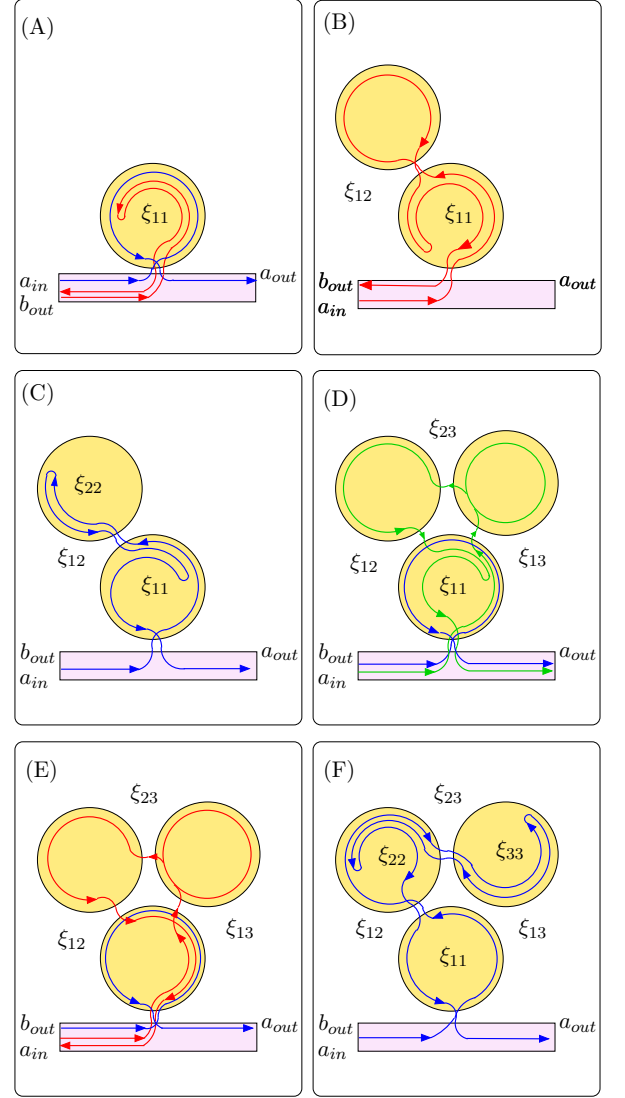 (A)
ξ11
a_in
a_out
b_out
(B)
ξ12
ξ11
b_out
a_out
a_in
(C)
ξ22
ξ12
ξ11
b_out
a_out
a_in
(D)
ξ23
ξ12
ξ13
ξ11
b_out
a_out
a_in
(E)
ξ23
ξ12
ξ13
b_out
a_out
a_in
(F)
ξ23
ξ22
ξ33
ξ12
ξ13
ξ11
b_out
a_out
a_in